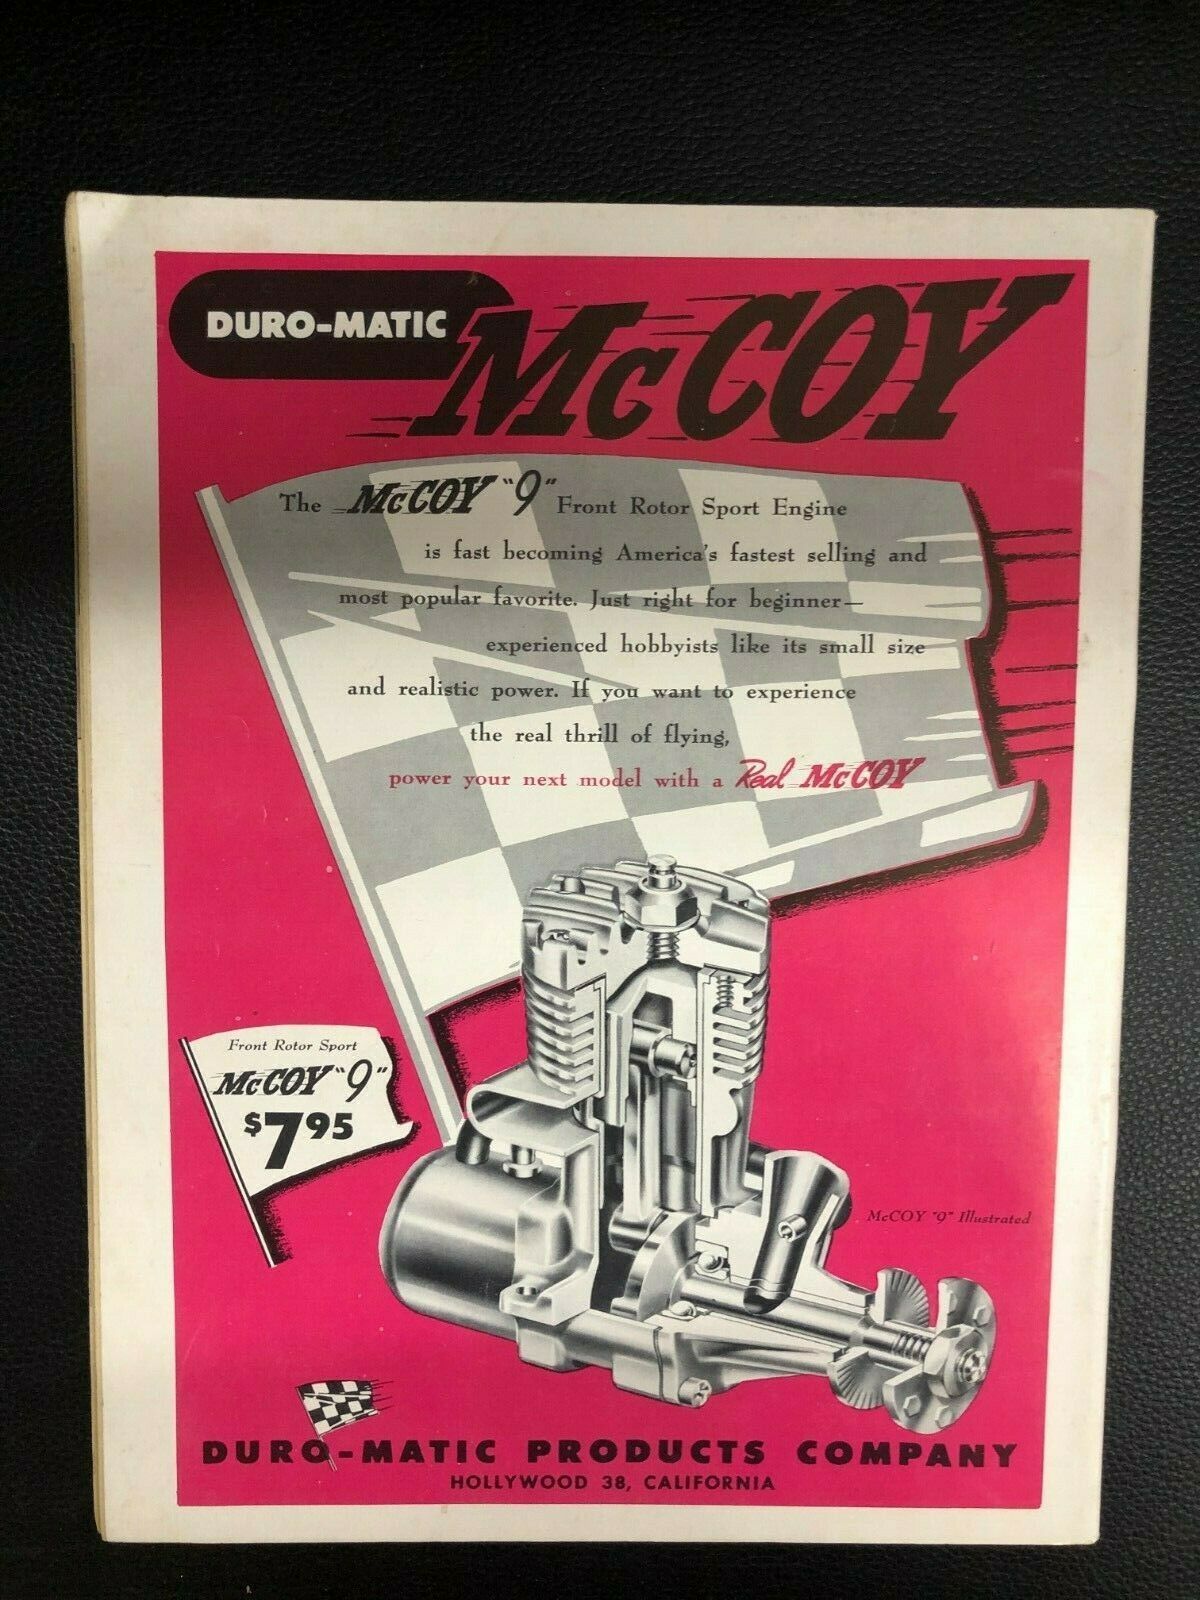 DURO-MATIC McCOY
The McCOY "9" Front Rotor Sport Engine
is fast becoming America's fastest selling and
most popular favorite. Just right for beginner—
experienced hobbyists like its small size
and realistic power. If you want to experience
the real thrill of flying,
power your next model with a Real McCOY
Front Rotor Sport
McCOY "9"
$7.95
McCOY "9" Illustrated
DURO-MATIC PRODUCTS COMPANY
HOLLYWOOD 38, CALIFORNIA